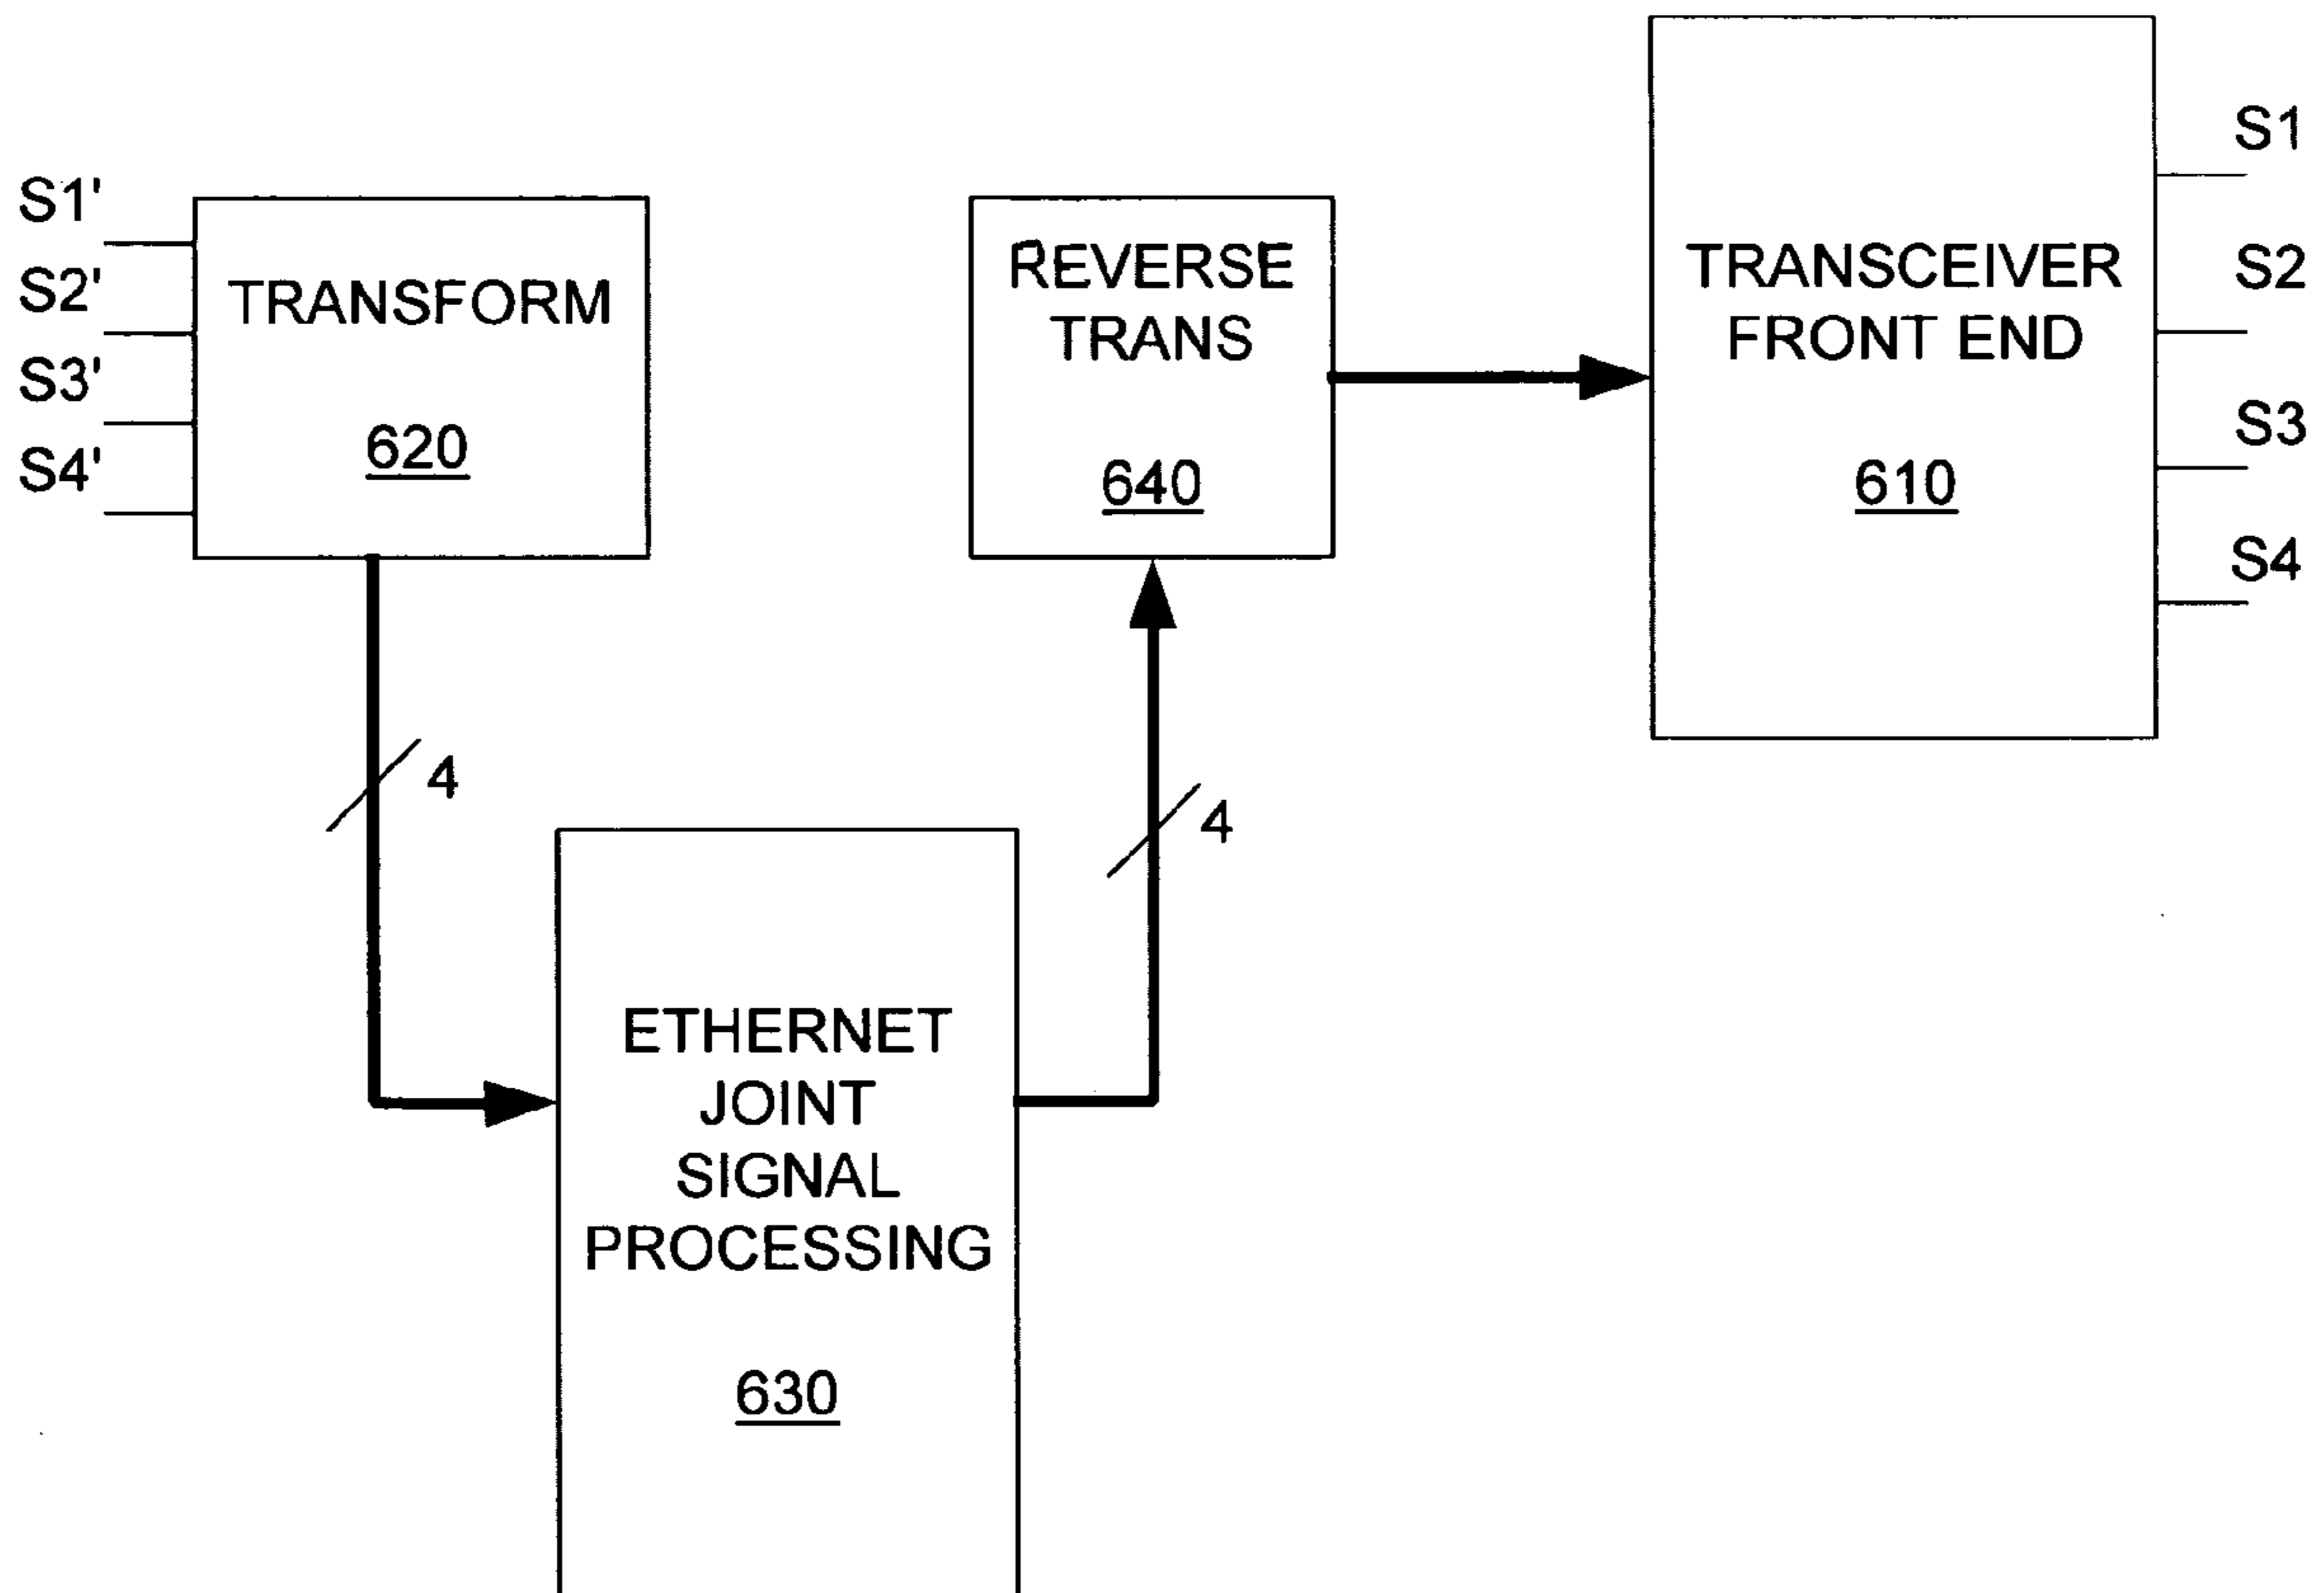 S1'
S2'
S3'
S4'
TRANSFORM
620
REVERSE
TRANS
640
TRANSCEIVER
FRONT END
610
S1
S2
S3
S4
4
4
ETHERNET
JOINT
SIGNAL
PROCESSING
630